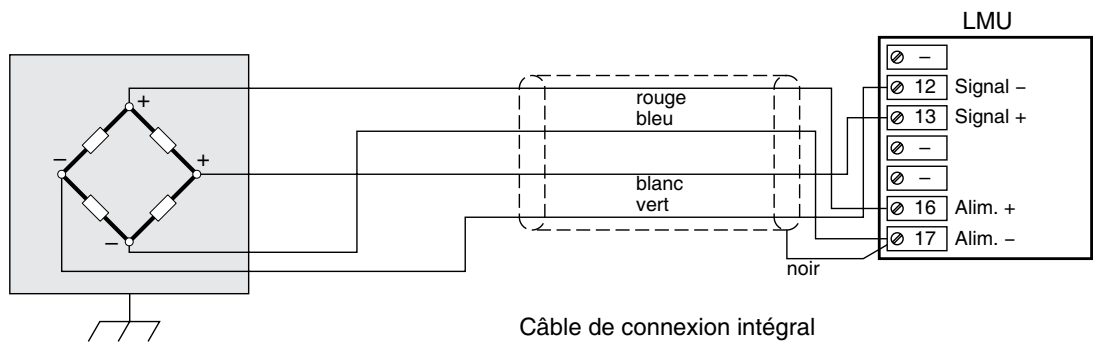 LMU
–
12 Signal –
+
rouge
bleu
13 Signal +
–
–
+
blanc
vert
–
16 Alim. +
–
17 Alim. –
noir
Câble de connexion intégral